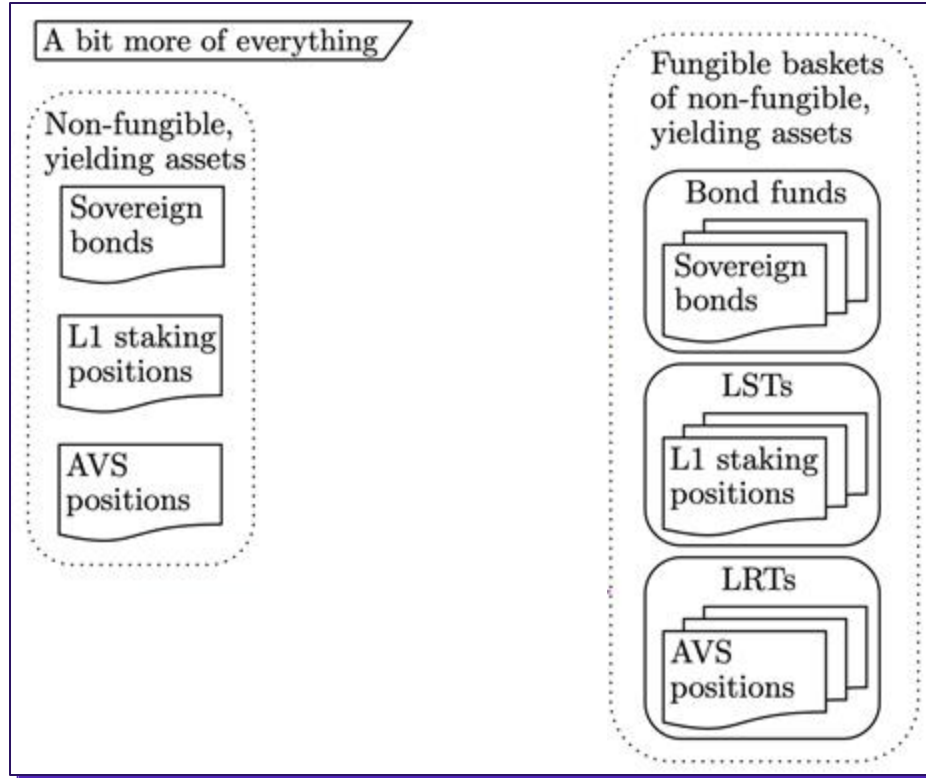 A bit more of everything
Non-fungible,
yielding assets
Sovereign
bonds
L1 staking
positions
AVS
positions
Fungible baskets
of non-fungible,
yielding assets
Bond funds
Sovereign
bonds
LSTs
L1 staking
positions
LRTs
AVS
positions